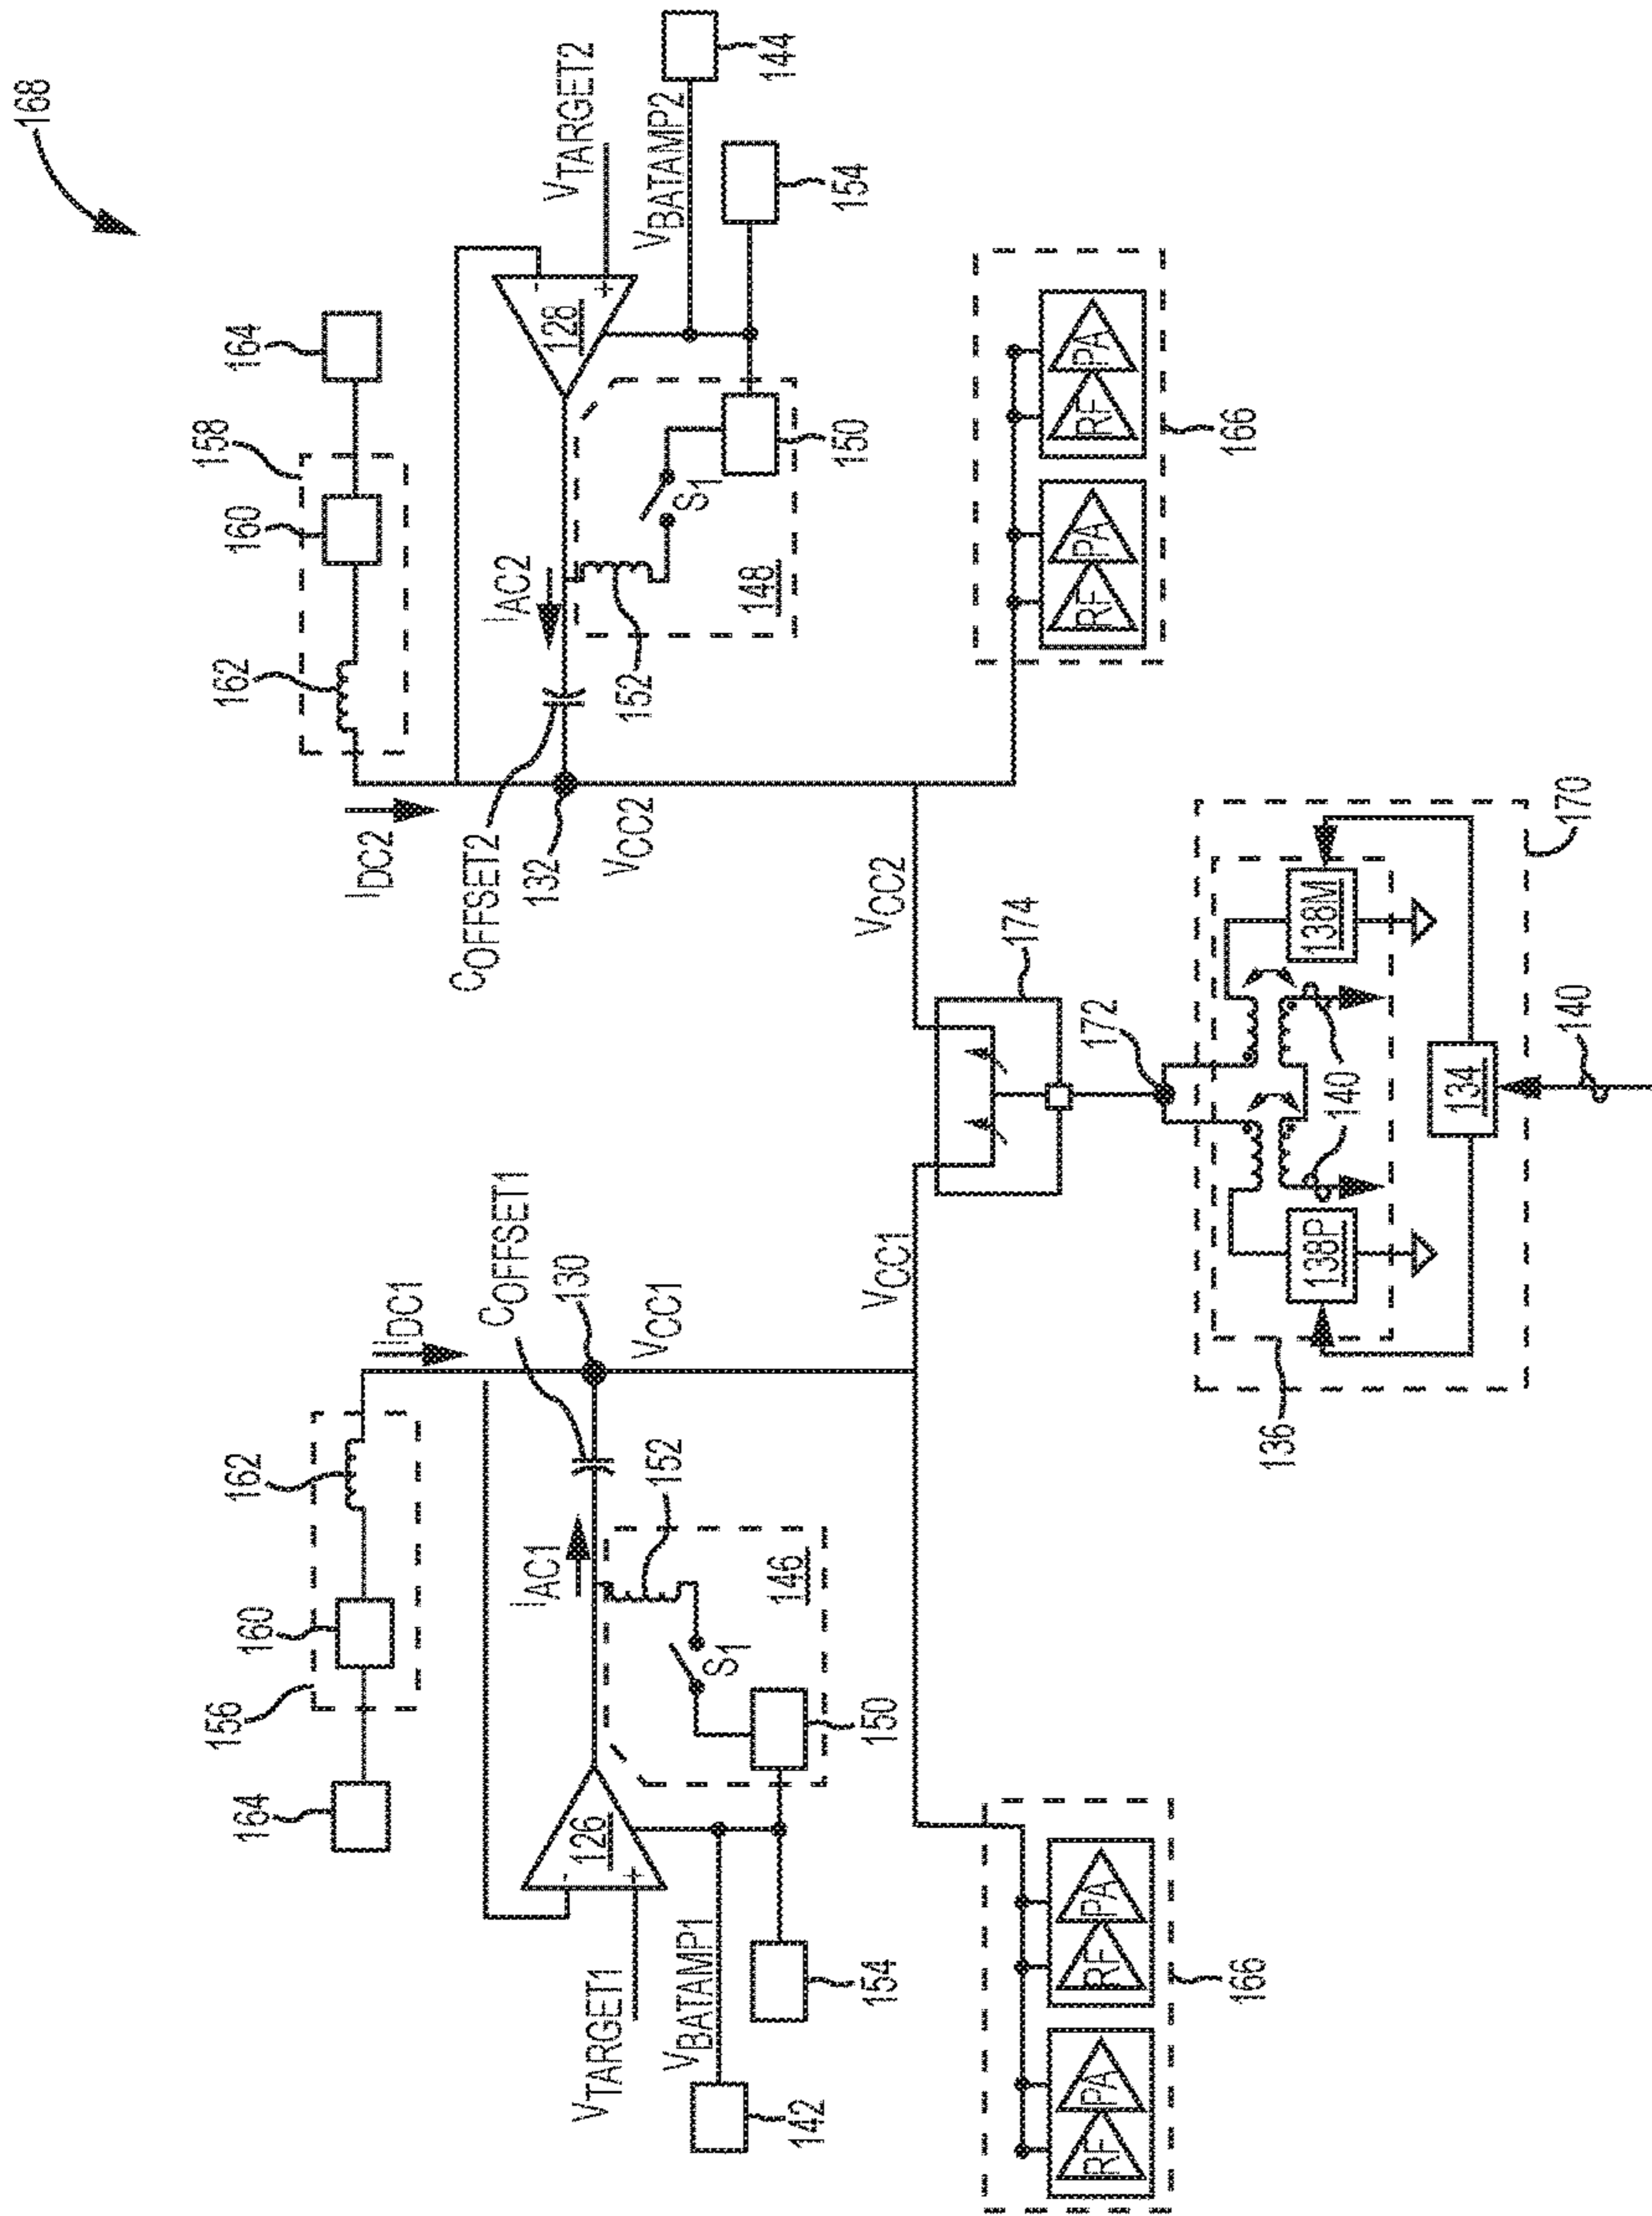 168
164
158
160
162
IDC2
VTARGET2
128
-
+
VBATAMP2
144
154
150
S1
148
152
IAC2
COFFSET2
132
VCC2
RF PA
RF PA
166
VCC2
174
172
170
138M
138P
140
134
140
136
VCC1
164
156
160
162
IDC1
COFFSET1
130
VCC1
126
-
+
VTARGET1
VBATAMP1
142
154
150
S1
146
152
IAC1
RF PA
RF PA
166